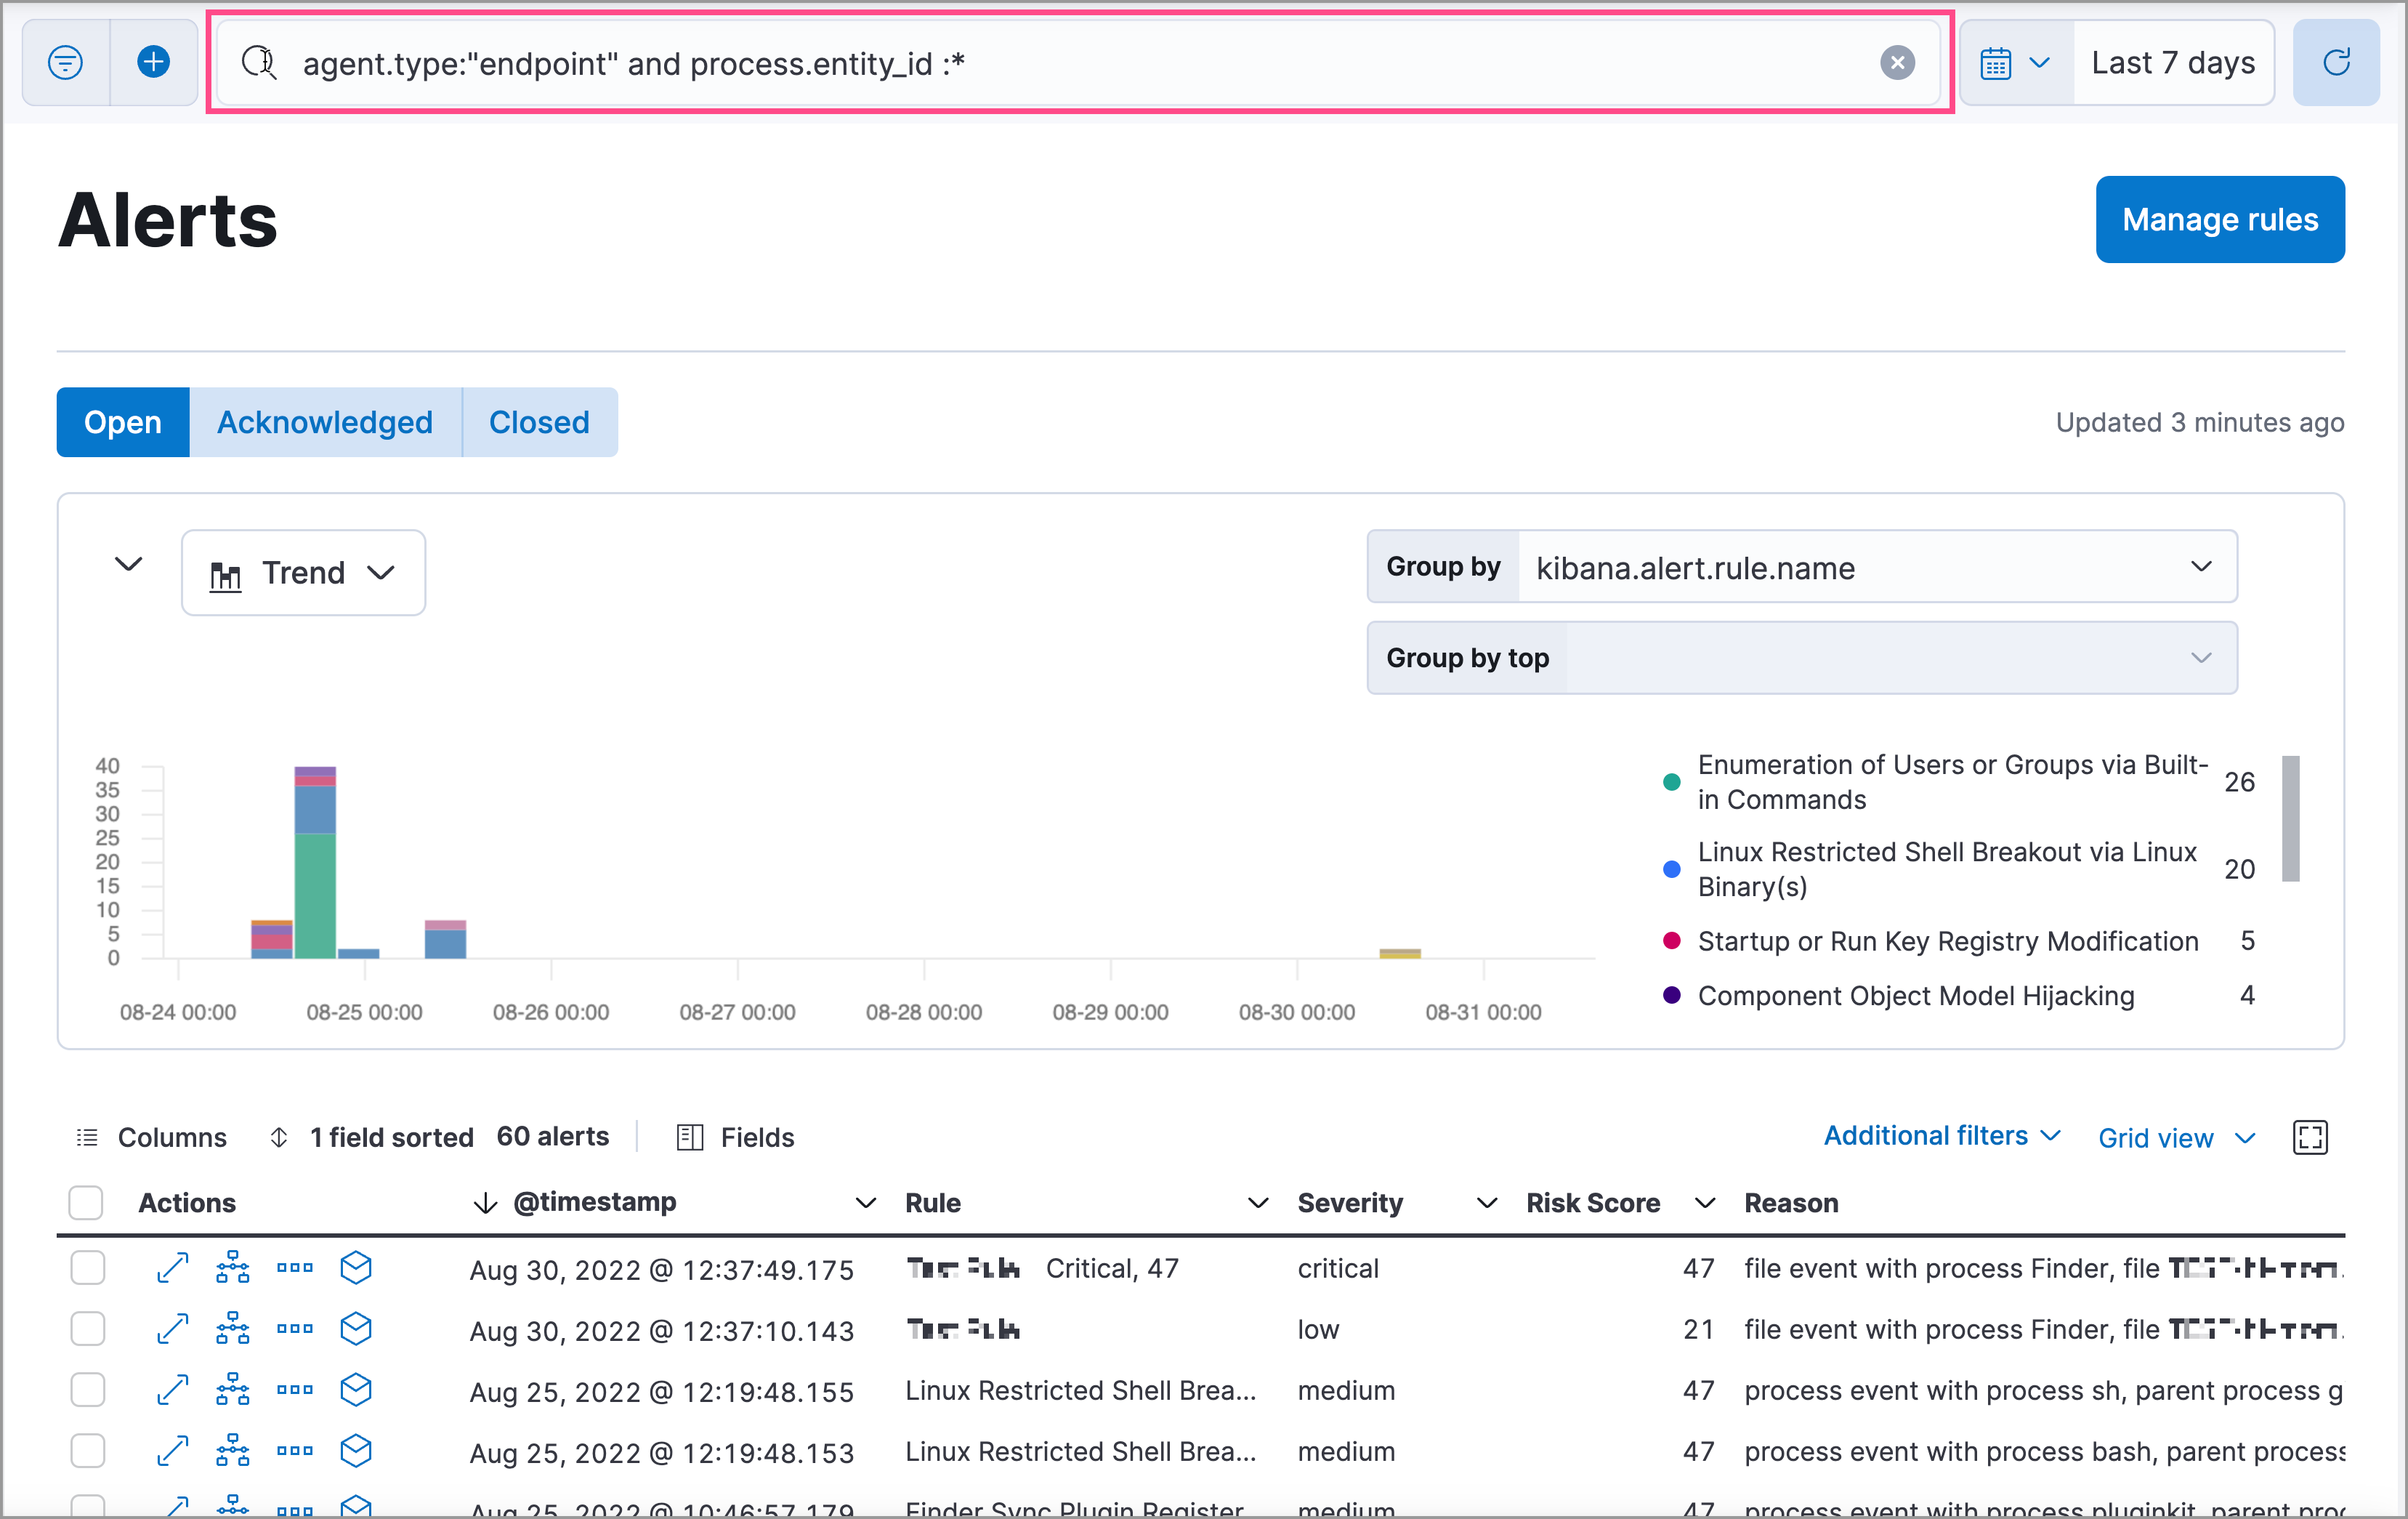 agent.type:"endpoint" and process.entity_id :*
Last 7 days
Alerts
Manage rules
Open
Acknowledged
Closed
Updated 3 minutes ago
Trend
Group by
kibana.alert.rule.name
Group by top
40
35
30
25
20
15
10
5
0
08-24 00:00
08-25 00:00
08-26 00:00
08-27 00:00
08-28 00:00
08-29 00:00
08-30 00:00
08-31 00:00
Enumeration of Users or Groups via Built-
in Commands
26
Linux Restricted Shell Breakout via Linux
Binary(s)
20
Startup or Run Key Registry Modification 5
Component Object Model Hijacking 4
Columns 1 field sorted 60 alerts Fields Additional filters Grid view
Actions @timestamp Rule Severity Risk Score Reason
Aug 30, 2022 @ 12:37:49.175 Critical, 47 critical 47 file event with process Finder, file
Aug 30, 2022 @ 12:37:10.143 low 21 file event with process Finder, file
Aug 25, 2022 @ 12:19:48.155 Linux Restricted Shell Brea... medium 47 process event with process sh, parent process g
Aug 25, 2022 @ 12:19:48.153 Linux Restricted Shell Brea... medium 47 process event with process bash, parent process
Aug 25, 2022 @ 10:46:57.179 Finder Sync Plugin Register medium 47 process event with process pluginkit, parent proc